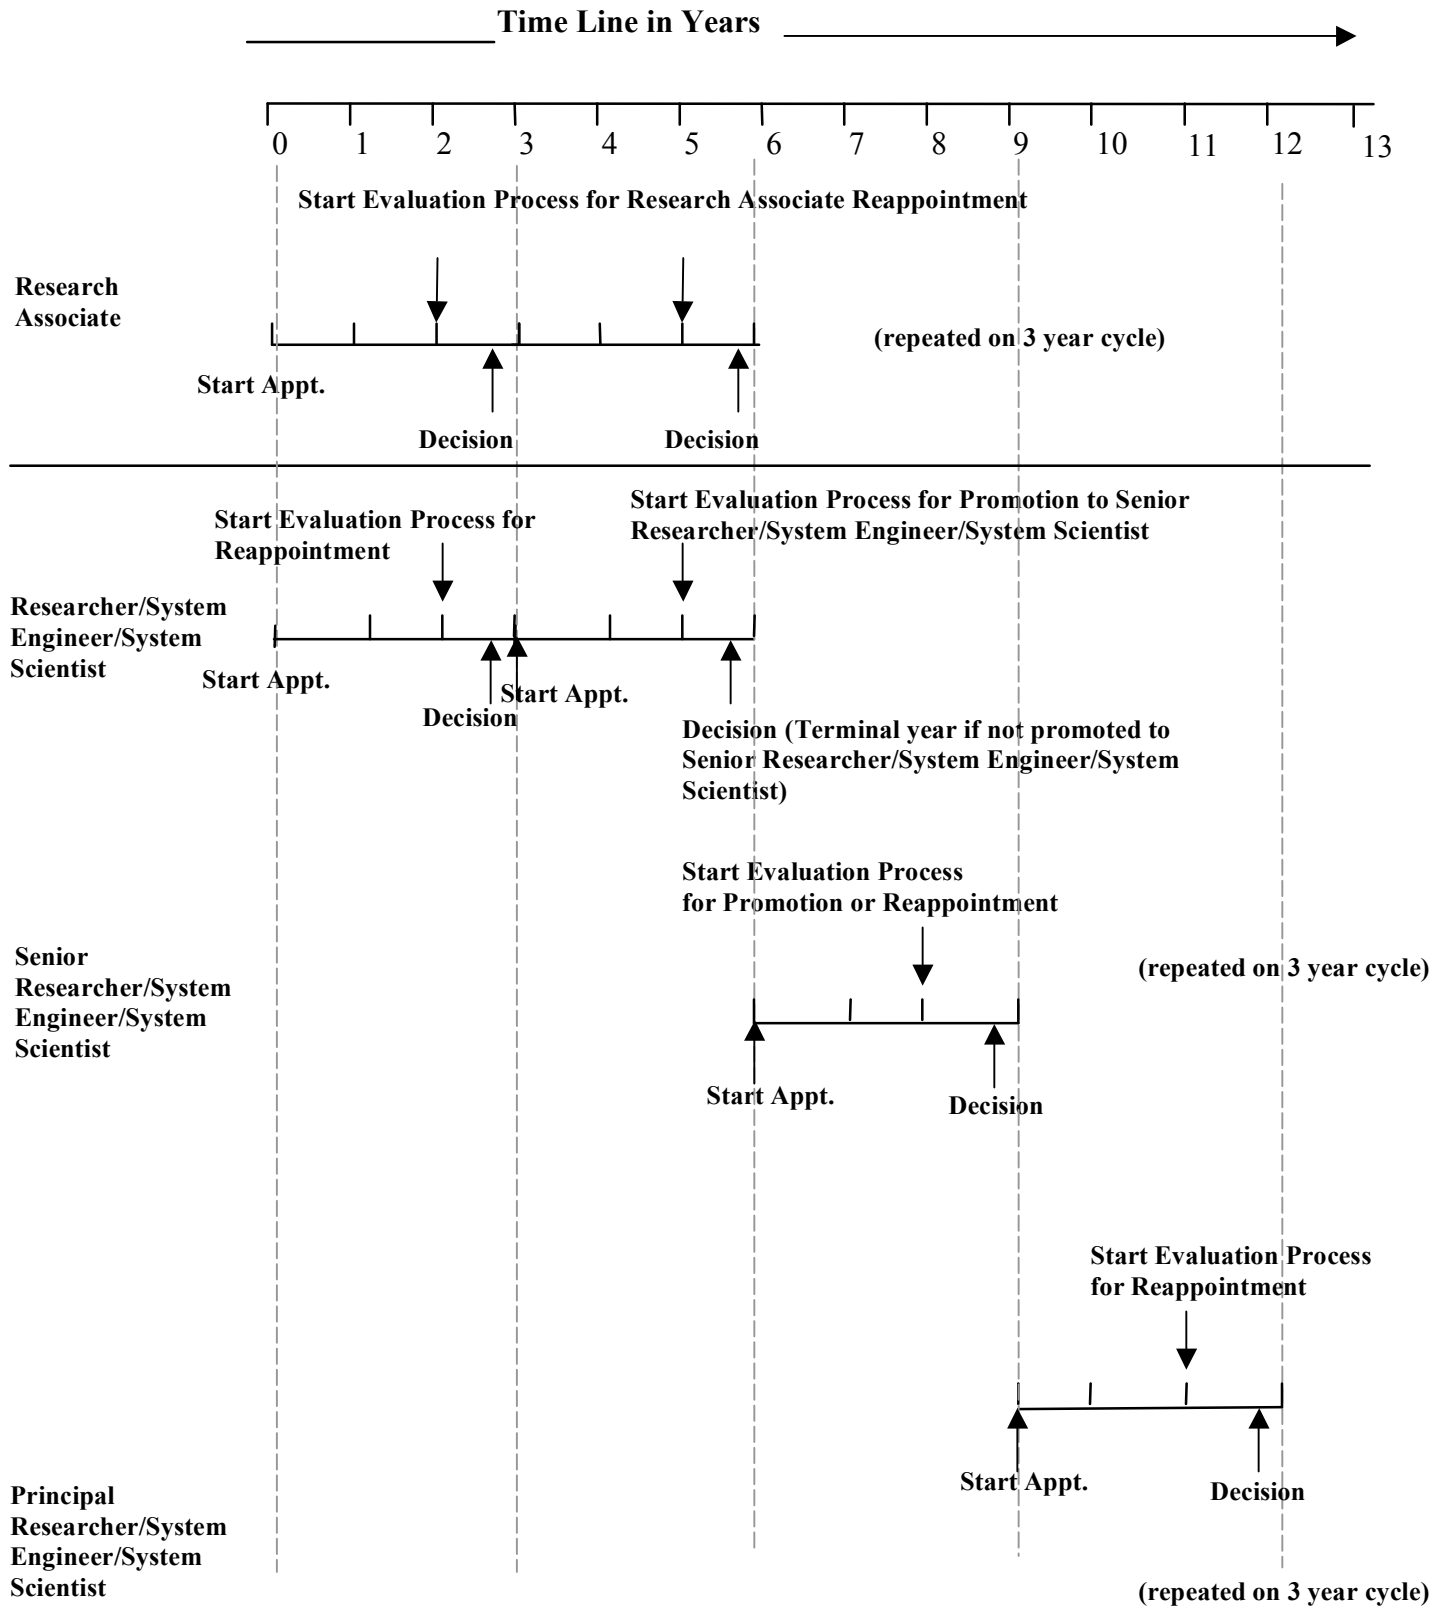 Time Line in Years
0 1 2 3 4 5 6 7 8 9 10 11 12 13
Start Evaluation Process for Research Associate Reappointment
Research
Associate
(repeated on 3 year cycle)
Start Appt.
Decision
Decision
Start Evaluation Process for
Reappointment
Start Evaluation Process for Promotion to Senior
Researcher/System Engineer/System Scientist
Researcher/System
Engineer/System
Scientist
Start Appt.
Decision
Start Appt.
Decision (Terminal year if not promoted to
Senior Researcher/System Engineer/System
Scientist)
Start Evaluation Process
for Promotion or Reappointment
Senior
Researcher/System
Engineer/System
Scientist
(repeated on 3 year cycle)
Start Appt.
Decision
Start Evaluation Process
for Reappointment
Start Appt.
Decision
Principal
Researcher/System
Engineer/System
Scientist
(repeated on 3 year cycle)